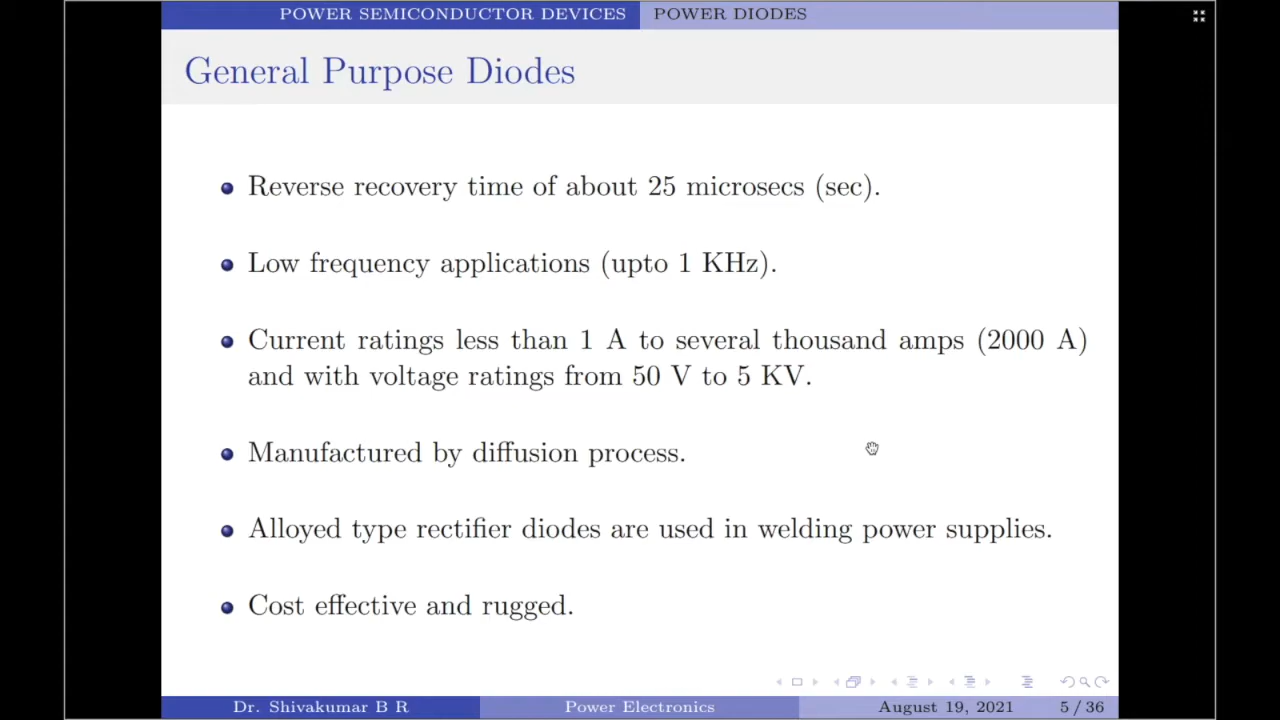 POWER SEMICONDUCTOR DEVICES POWER DIODES
General Purpose Diodes
Reverse recovery time of about 25 microsecs (sec).
Low frequency applications (upto 1 KHz).
Current ratings less than 1 A to several thousand amps (2000 A)
and with voltage ratings from 50 V to 5 KV.
Manufactured by diffusion process.
Alloyed type rectifier diodes are used in welding power supplies.
Cost effective and rugged.
Dr. Shivakumar B R Power Electronics August 19, 2021 5 / 36